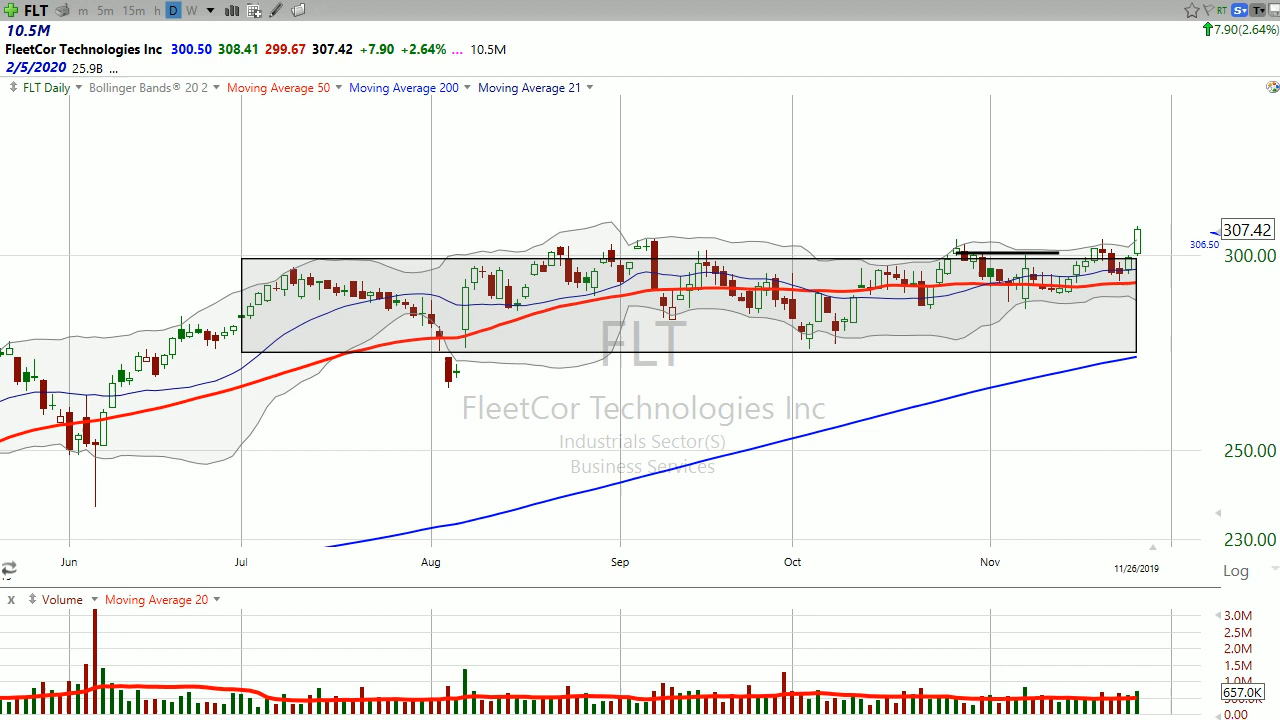 FLT m 5m 15m h D W RT S T
10.5M
7.90(2.64%)
FleetCor Technologies Inc 300.50 308.41 299.67 307.42 +7.90 +2.64% ... 10.5M
2/5/2020 25.9B ...
FLT Daily Bollinger Bands® 20 2 Moving Average 50 Moving Average 200 Moving Average 21
307.42
306.50
300.00
FLT
FleetCor Technologies Inc
Industrials Sector(S)
250.00
Business Services
230.00
Jun Jul Aug Sep Oct Nov
11/26/2019
Log
x Volume Moving Average 20
3.0M
2.5M
2.0M
1.5M
1.0M
657.0K
0.00